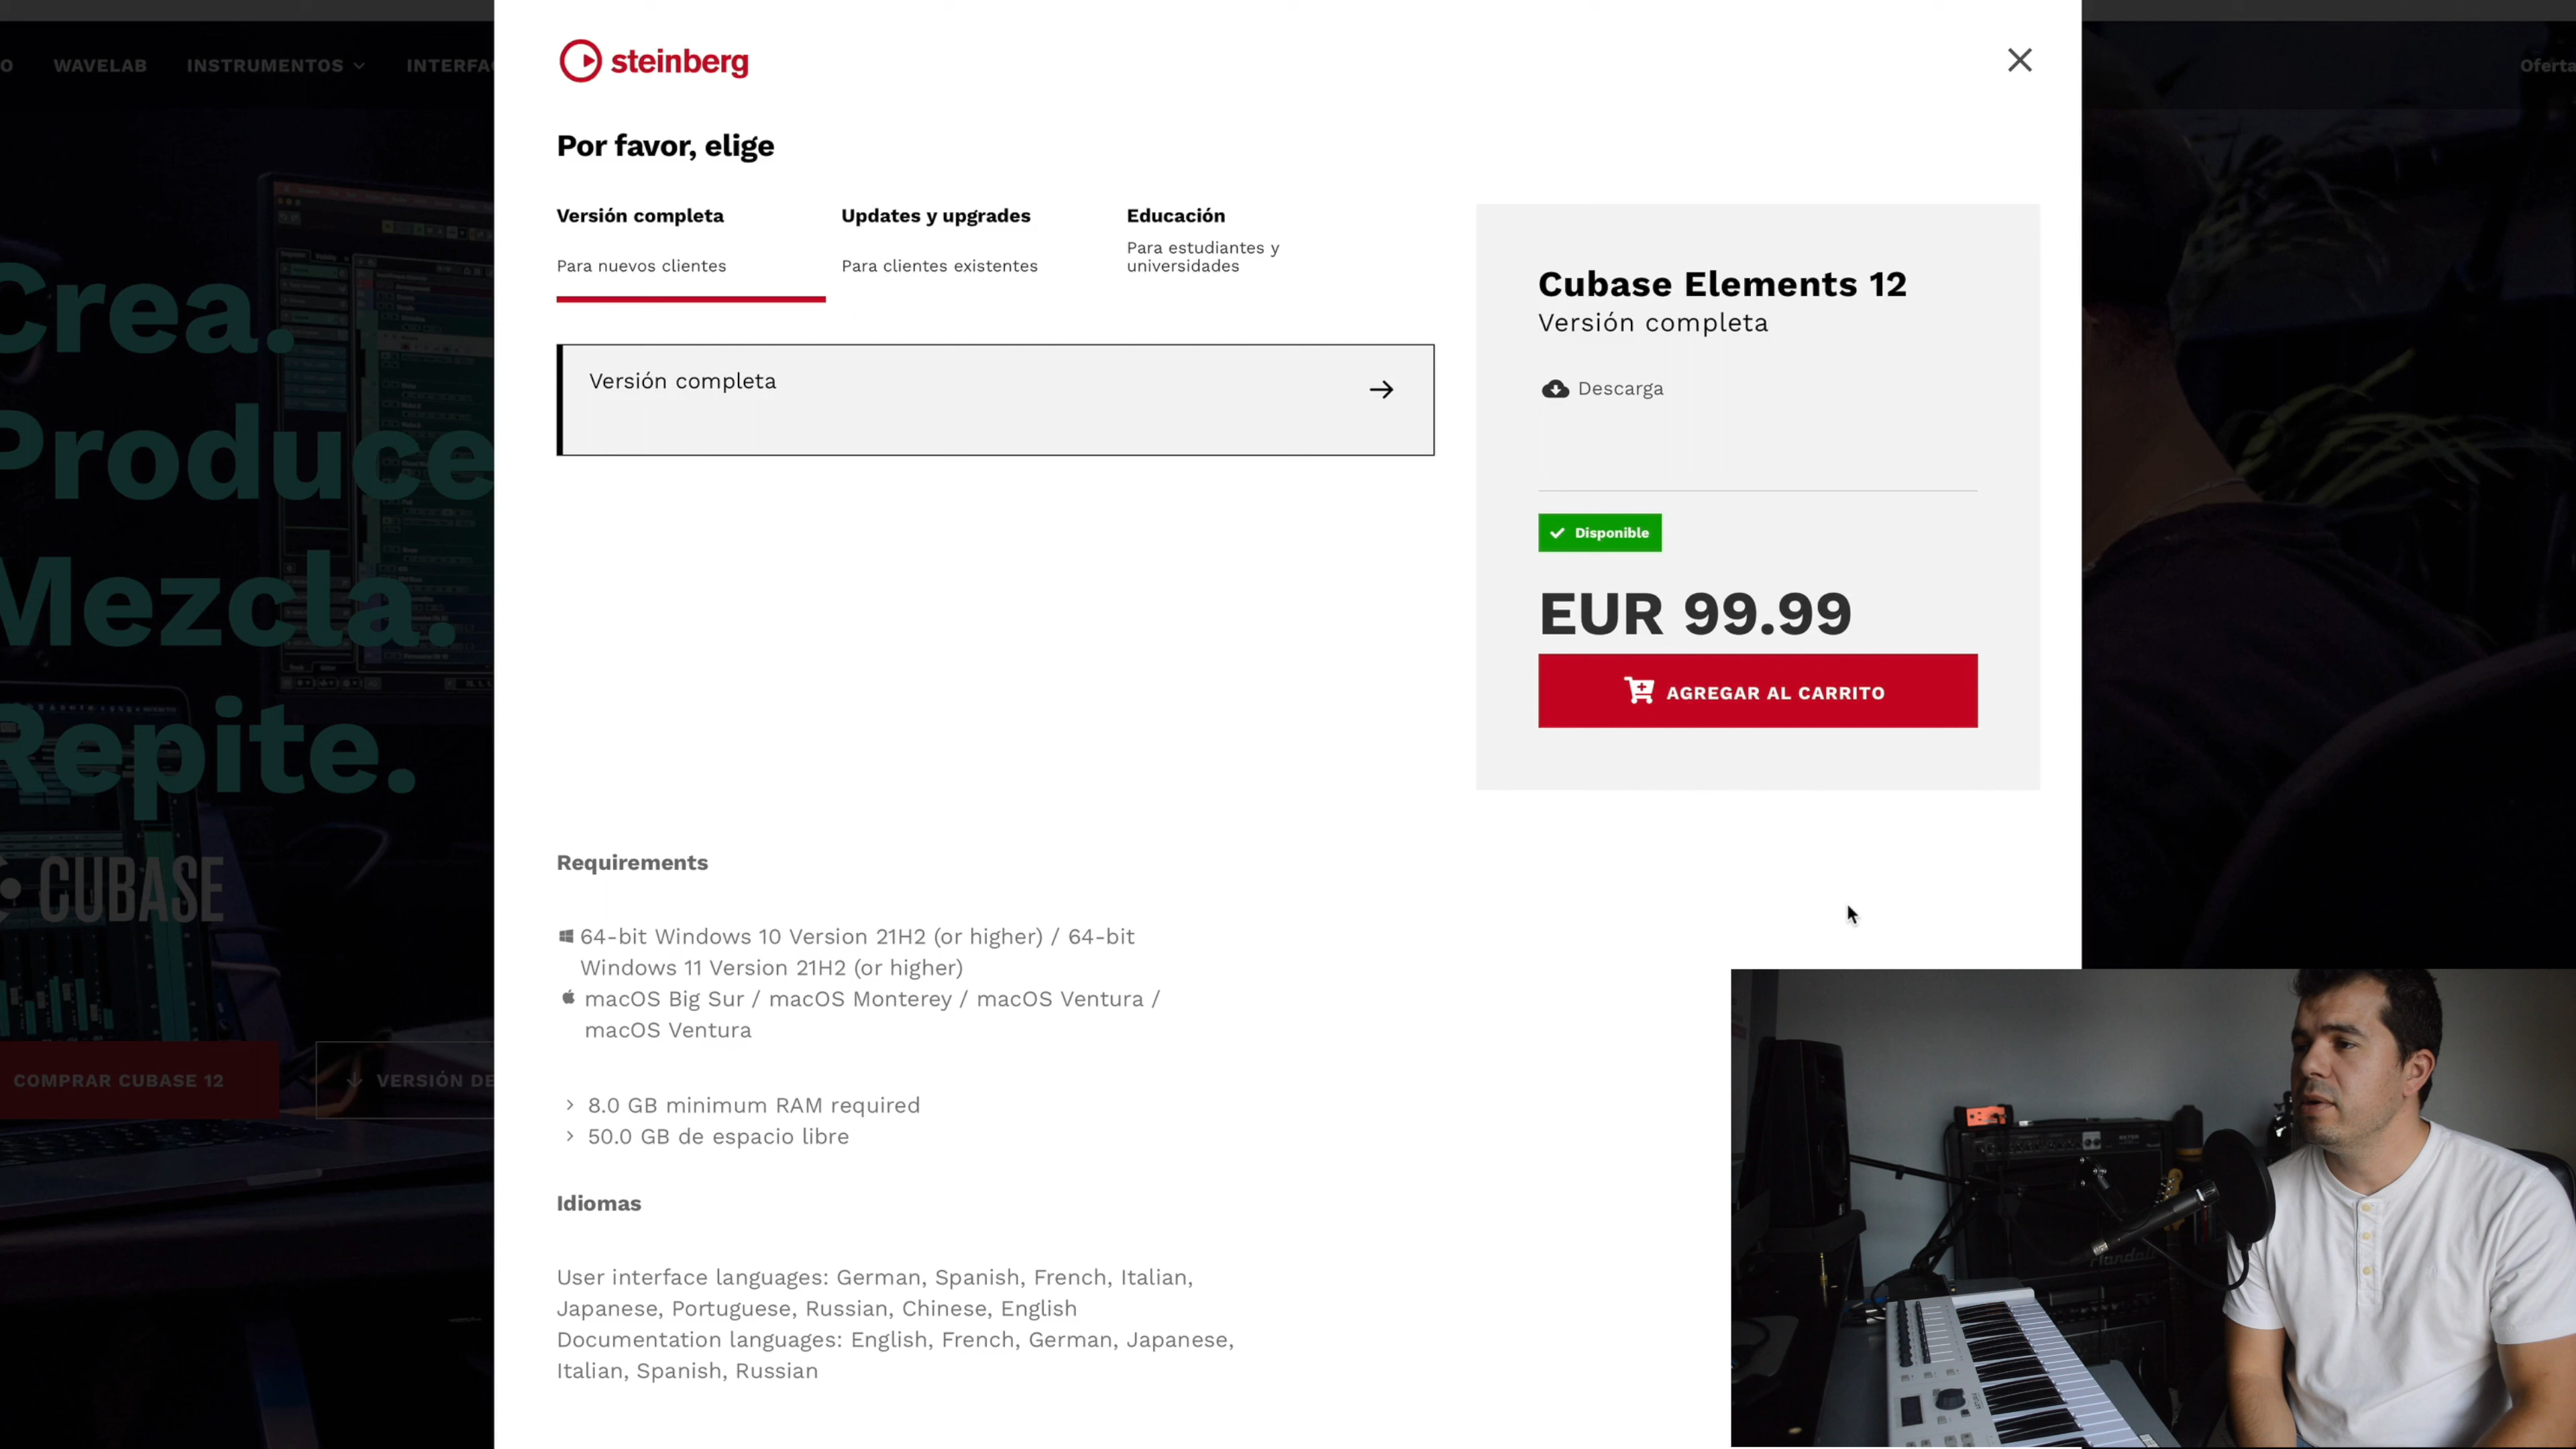 O WAVELAB INSTRUMENTOS INTERFA
Oferta
Crea.
Produce
Mezcla.
Repite.
CUBASE
COMPRAR CUBASE 12
VERSIÓN DE
steinberg
Por favor, elige
Versión completa
Para nuevos clientes
Updates y upgrades
Para clientes existentes
Educación
Para estudiantes y
universidades
Versión completa
Cubase Elements 12
Versión completa
Descarga
Disponible
EUR 99.99
AGREGAR AL CARRITO
Requirements
64-bit Windows 10 Version 21H2 (or higher) / 64-bit
Windows 11 Version 21H2 (or higher)
macOS Big Sur / macOS Monterey / macOS Ventura /
macOS Ventura
8.0 GB minimum RAM required
50.0 GB de espacio libre
Idiomas
User interface languages: German, Spanish, French, Italian,
Japanese, Portuguese, Russian, Chinese, English
Documentation languages: English, French, German, Japanese,
Italian, Spanish, Russian